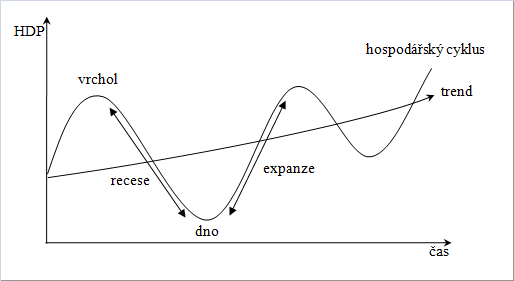 HDP
hospodářský cyklus
vrchol
trend
expanze
recese
dno
čas